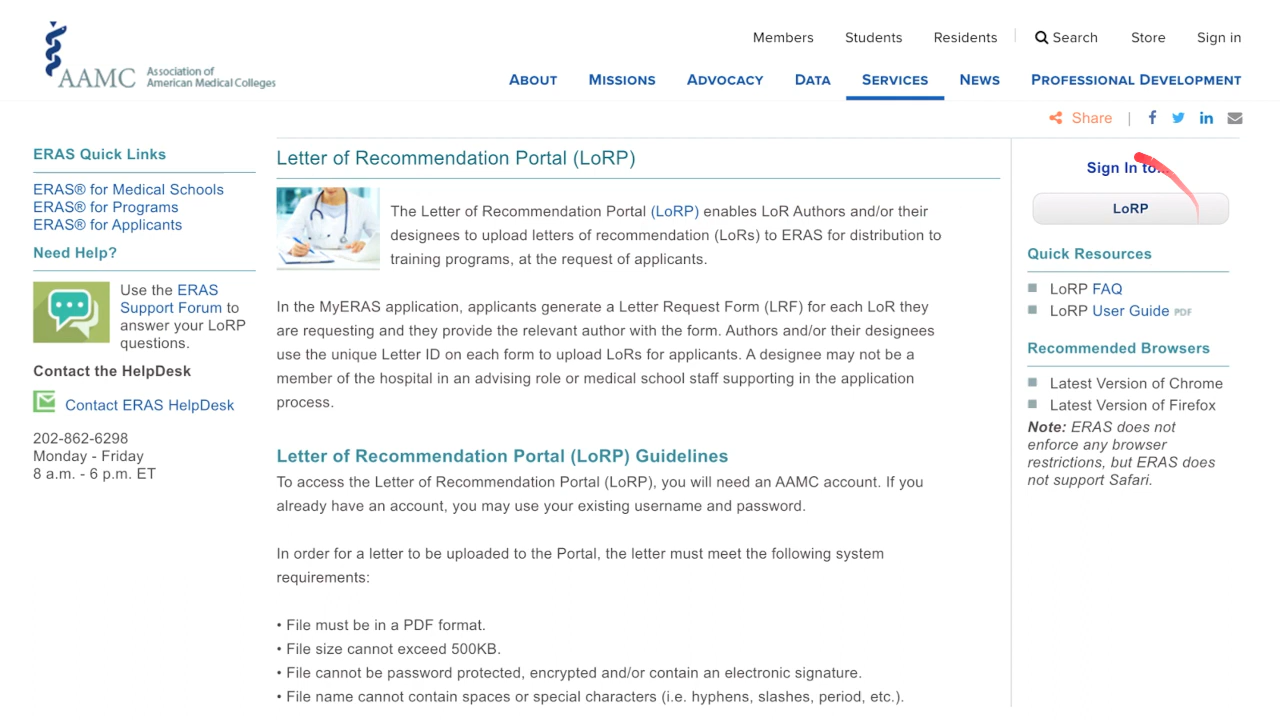 Members Students Residents Search Store Sign in
AAMC Association of
American Medical Colleges
ABOUT MISSIONS ADVOCACY DATA SERVICES NEWS PROFESSIONAL DEVELOPMENT
Share |
ERAS Quick Links
ERAS® for Medical Schools
ERAS® for Programs
ERAS® for Applicants
Need Help?
Use the ERAS
Support Forum to
answer your LoRP
questions.
Contact the HelpDesk
Contact ERAS HelpDesk
202-862-6298
Monday - Friday
8 a.m. - 6 p.m. ET
Letter of Recommendation Portal (LoRP)
The Letter of Recommendation Portal (LoRP) enables LoR Authors and/or their
designees to upload letters of recommendation (LoRs) to ERAS for distribution to
training programs, at the request of applicants.
In the MyERAS application, applicants generate a Letter Request Form (LRF) for each LoR they
are requesting and they provide the relevant author with the form. Authors and/or their designees
use the unique Letter ID on each form to upload LoRs for applicants. A designee may not be a
member of the hospital in an advising role or medical school staff supporting in the application
process.
Letter of Recommendation Portal (LoRP) Guidelines
To access the Letter of Recommendation Portal (LoRP), you will need an AAMC account. If you
already have an account, you may use your existing username and password.
In order for a letter to be uploaded to the Portal, the letter must meet the following system
requirements:
• File must be in a PDF format.
• File size cannot exceed 500KB.
• File cannot be password protected, encrypted and/or contain an electronic signature.
• File name cannot contain spaces or special characters (i.e. hyphens, slashes, period, etc.).
Sign In to...
LoRP
Quick Resources
LoRP FAQ
LoRP User Guide PDF
Recommended Browsers
Latest Version of Chrome
Latest Version of Firefox
Note: ERAS does not
enforce any browser
restrictions, but ERAS does
not support Safari.